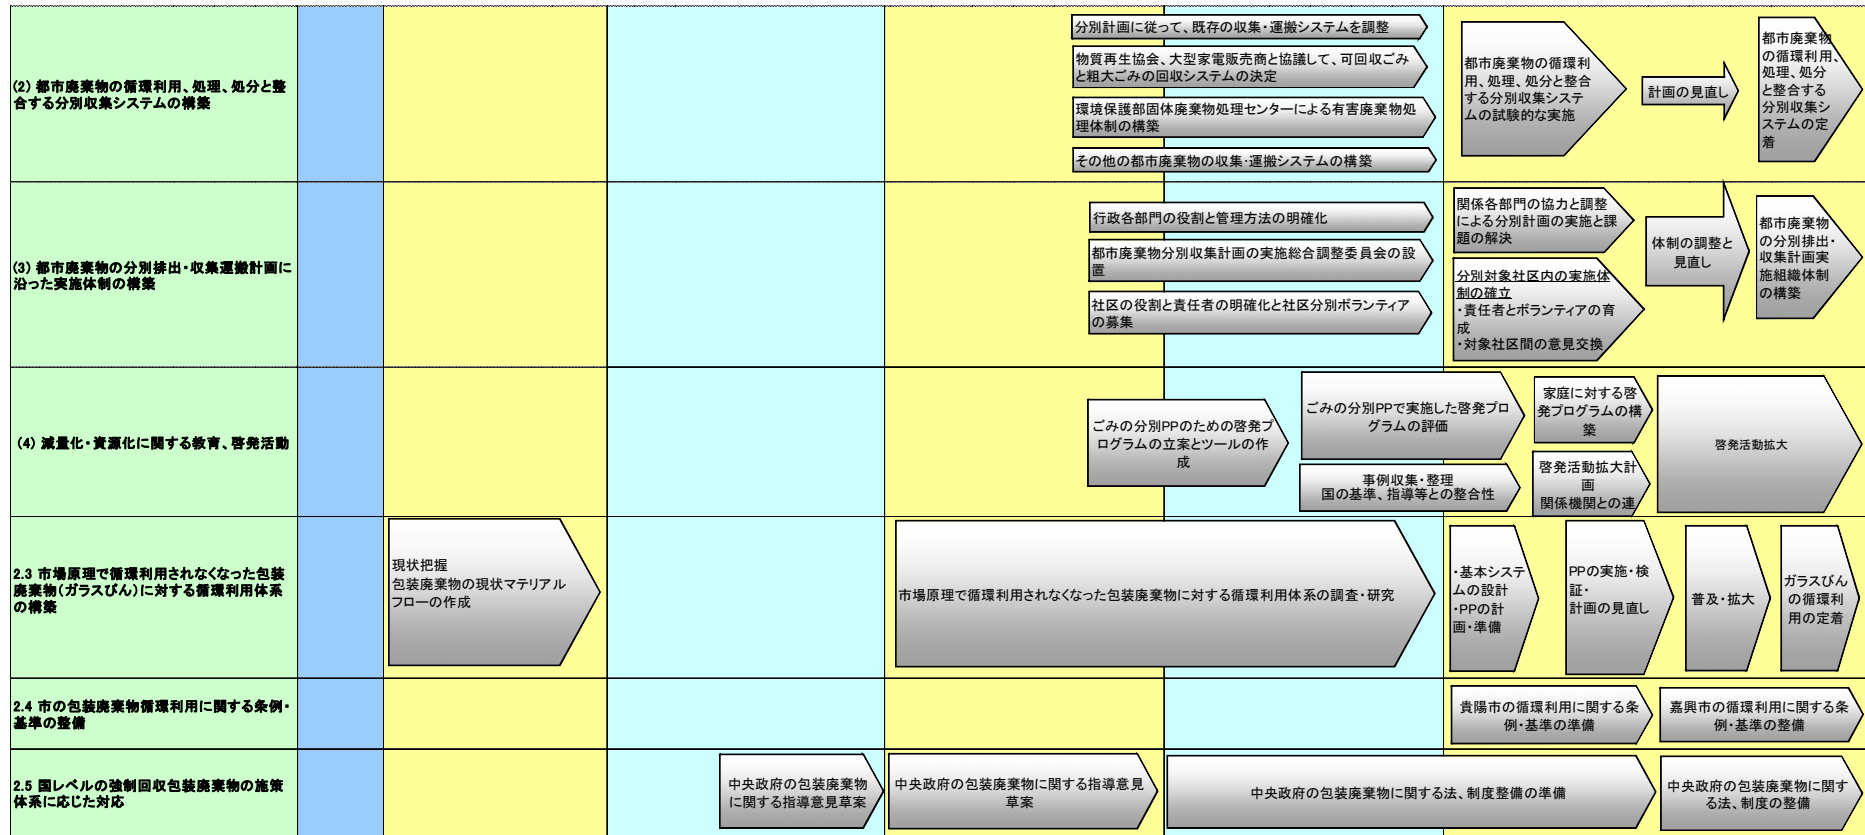 (2) 都市廃棄物の循環利用、処理、処分と整
合する分別収集システムの構築
分別計画に従って、既存の収集・運搬システムを調整
物質再生協会、大型家電販売商と協議して、可回収ごみ
と粗大ごみの回収システムの決定
環境保護部固体廃棄物処理センターによる有害廃棄物処
理体制の構築
その他の都市廃棄物の収集・運搬システムの構築
都市廃棄物の循環利
用、処理、処分と整合
する分別収集システ
ムの試験的な実施
計画の見直し
都市廃棄物
の循環利用、
処理、処分
と整合する
分別収集シ
ステムの定
着
(3) 都市廃棄物の分別排出・収集運搬計画に
沿った実施体制の構築
行政各部門の役割と管理方法の明確化
都市廃棄物分別収集計画の実施総合調整委員会の設
置
社区の役割と責任者の明確化と社区分別ボランティア
の募集
関係各部門の協力と調整
による分別計画の実施と課
題の解決
分別対象社区内の実施体
制の確立
・責任者とボランティアの育
成
・対象社区間の意見交換
体制の調整と
見直し
都市廃棄物
の分別排出・
収集計画実
施組織体制
の構築
(4) 減量化・資源化に関する教育、啓発活動
ごみの分別PPのための啓発プ
ログラムの立案とツールの作
成
ごみの分別PPで実施した啓発プロ
グラムの評価
事例収集・整理
国の基準、指導等との整合性
家庭に対する啓
発プログラムの構
築
啓発活動拡大計
画
関係機関との連
啓発活動拡大
2.3 市場原理で循環利用されなくなった包装
廃棄物(ガラスびん)に対する循環利用体系
の構築
現状把握
包装廃棄物の現状マテリアル
フローの作成
市場原理で循環利用されなくなった包装廃棄物に対する循環利用体系の調査・研究
・基本システ
ムの設計
・PPの計
画・準備
PPの実施・検
証・
計画の見直し
普及・拡大
ガラスびん
の循環利
用の定着
2.4 市の包装廃棄物循環利用に関する条例・
基準の整備
貴陽市の循環利用に関する条
例・基準の準備
嘉興市の循環利用に関する条
例・基準の整備
2.5 国レベルの強制回収包装廃棄物の施策
体系に応じた対応
中央政府の包装廃棄物
に関する指導意見草案
中央政府の包装廃棄物に関する指導意見
草案
中央政府の包装廃棄物に関する法、制度整備の準備
中央政府の包装廃棄物に関す
る法、制度の整備